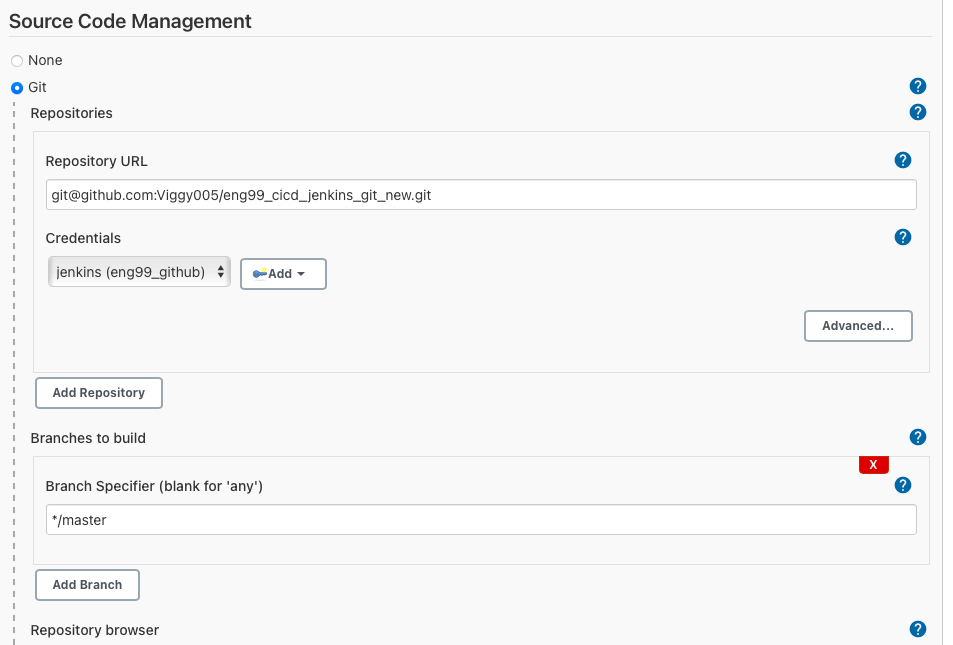 Source Code Management
None
Git
?
Repositories
?
Repository URL
?
git@github.com:Viggy005/eng99_cicd_jenkins_git_new.git
Credentials
?
jenkins (eng99_github)
Add
Advanced...
Add Repository
Branches to build
?
X
Branch Specifier (blank for 'any')
?
*/master
Add Branch
Repository browser
?